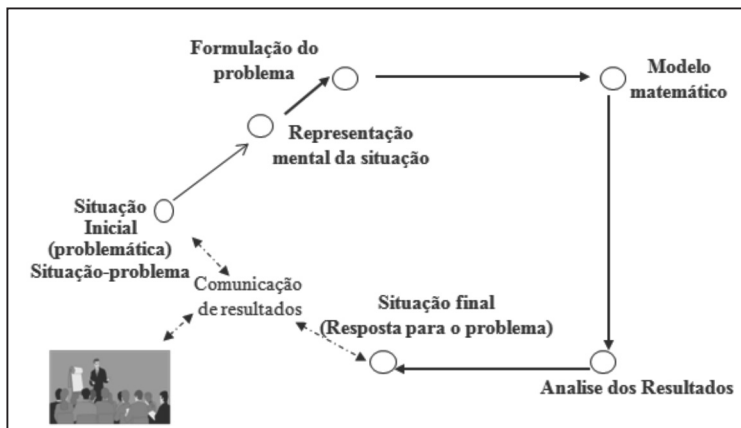 Formulação do
problema
Modelo
matemático
Representação
mental da situação
Situação
Inicial
(problemática)
Situação-problema
Comunicação
de resultados
Situação final
(Resposta para o problema)
Analise dos Resultados